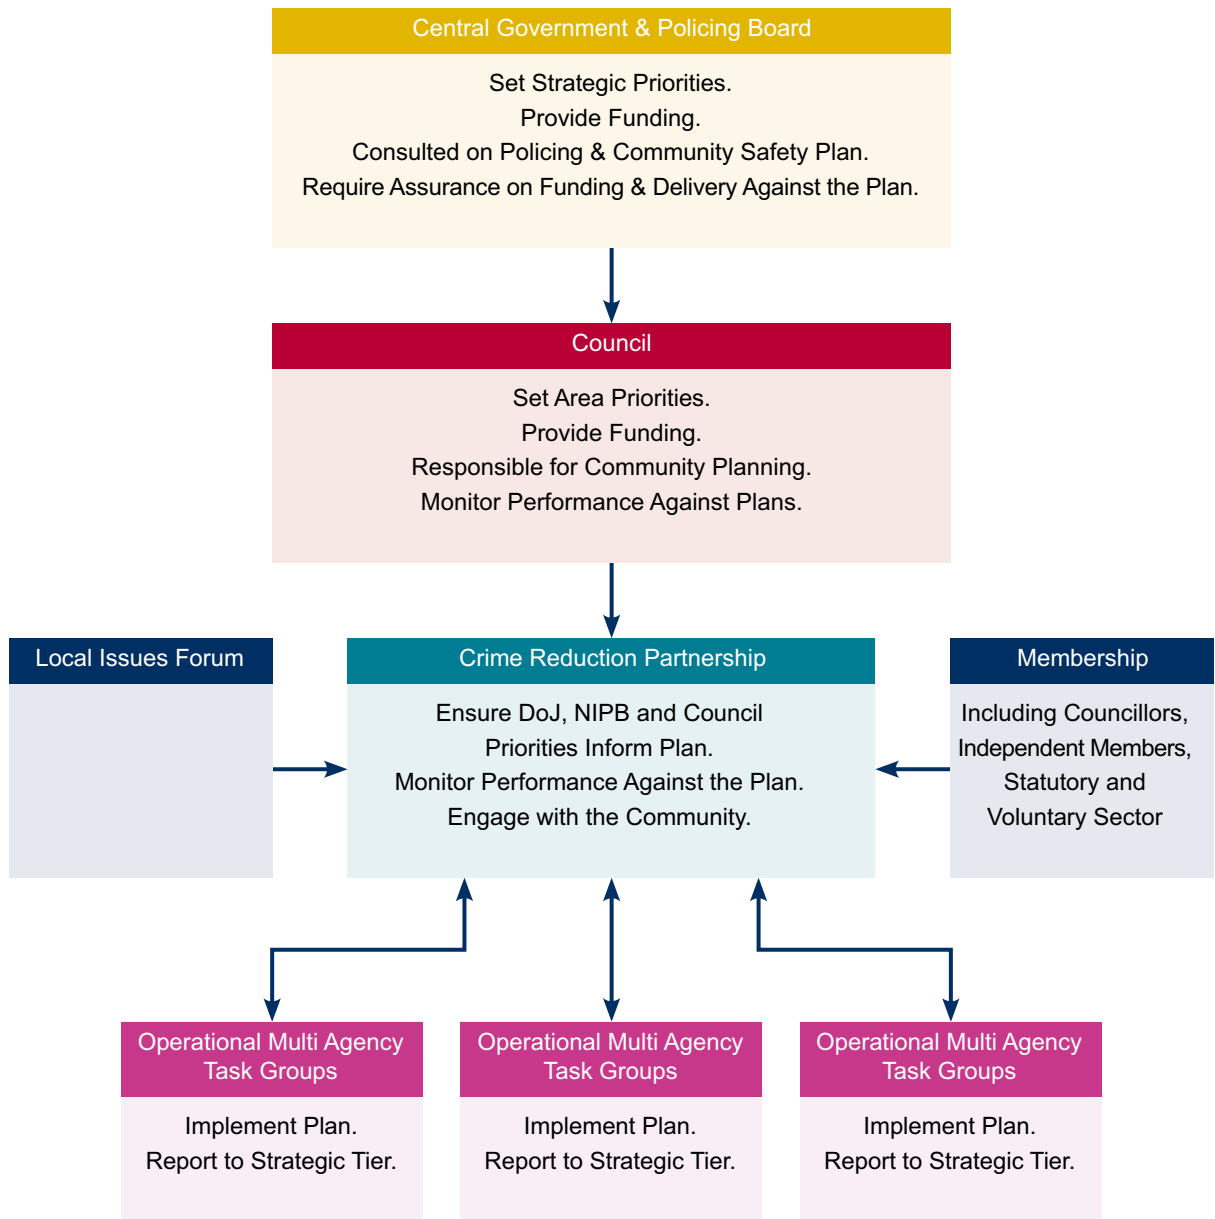 Central Government & Policing Board
Set Strategic Priorities.
Provide Funding.
Consulted on Policing & Community Safety Plan.
Require Assurance on Funding & Delivery Against the Plan.
Council
Set Area Priorities.
Provide Funding.
Responsible for Community Planning.
Monitor Performance Against Plans.
Local Issues Forum
Crime Reduction Partnership
Ensure DoJ, NIPB and Council
Priorities Inform Plan.
Monitor Performance Against the Plan.
Engage with the Community.
Membership
Including Councillors,
Independent Members,
Statutory and
Voluntary Sector
Operational Multi Agency
Task Groups
Implement Plan.
Report to Strategic Tier.
Operational Multi Agency
Task Groups
Implement Plan.
Report to Strategic Tier.
Operational Multi Agency
Task Groups
Implement Plan.
Report to Strategic Tier.